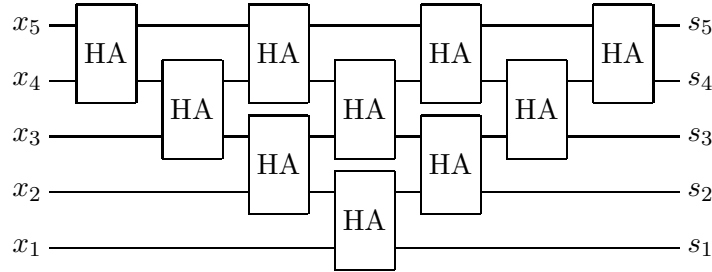 x₅ HA HA HA HA s₅
x₄ HA HA HA s₄
x₃ HA HA s₃
x₂ HA s₂
x₁ s₁